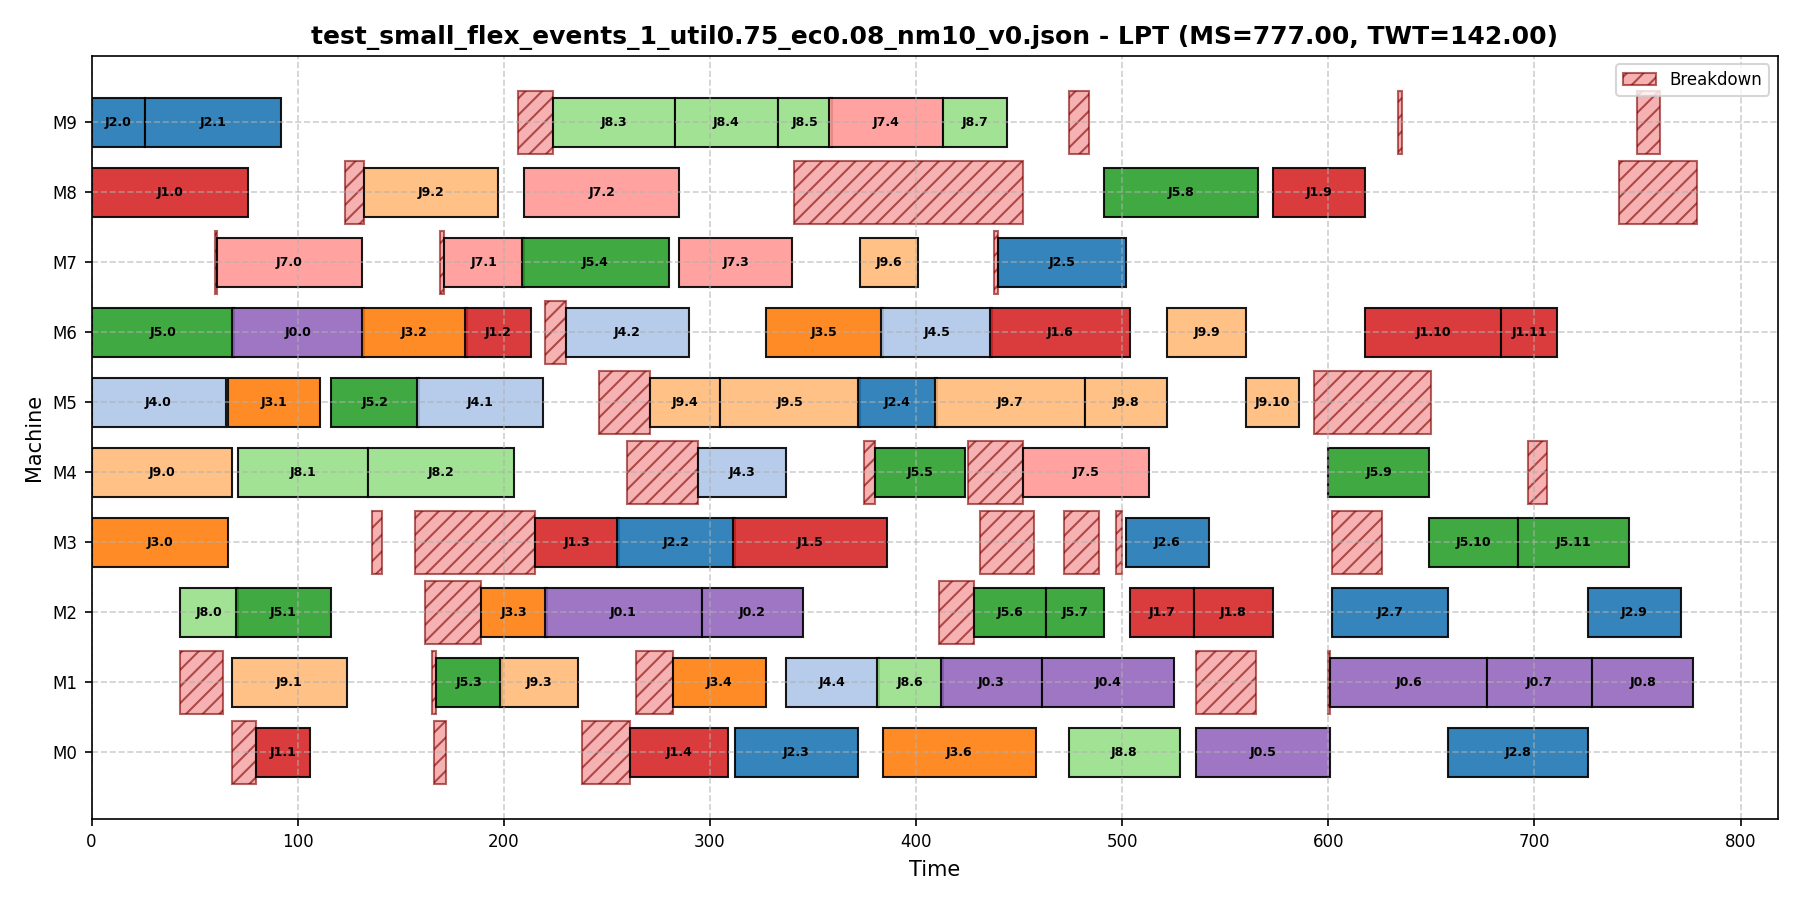 test_small_flex_events_1_util0.75_ec0.08_nm10_v0.json - LPT (MS=777.00, TWT=142.00)
Breakdown
M9 J2.0 J2.1 J8.3 J8.4 J8.5 J7.4 J8.7
M8 J1.0 J9.2 J7.2 J5.8 J1.9
M7 J7.0 J7.1 J5.4 J7.3 J9.6 J2.5
M6 J5.0 J0.0 J3.2 J1.2 J4.2 J3.5 J4.5 J1.6 J9.9 J1.10 J1.11
M5 J4.0 J3.1 J5.2 J4.1 J9.4 J9.5 J2.4 J9.7 J9.8 J9.10
M4 J9.0 J8.1 J8.2 J4.3 J5.5 J7.5 J5.9
M3 J3.0 J1.3 J2.2 J1.5 J2.6 J5.10 J5.11
M2 J8.0 J5.1 J3.3 J0.1 J0.2 J5.6 J5.7 J1.7 J1.8 J2.7 J2.9
M1 J9.1 J5.3 J9.3 J3.4 J4.4 J8.6 J0.3 J0.4 J0.6 J0.7 J0.8
M0 J1.1 J1.4 J2.3 J3.6 J8.8 J0.5 J2.8
Machine
0 100 200 300 400 500 600 700 800
Time